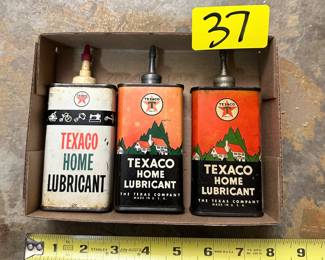 37
TEXACO
HOME
LUBRICANT
TEXACO
TEXACO
HOME
LUBRICANT
THE TEXAS COMPANY
MADE IN U.S.A.
TEXACO
TEXACO
HOME
LUBRICANT
THE TEXAS COMPANY
MADE IN U.S.A.
1 2 3 4 5 6 7 8 9